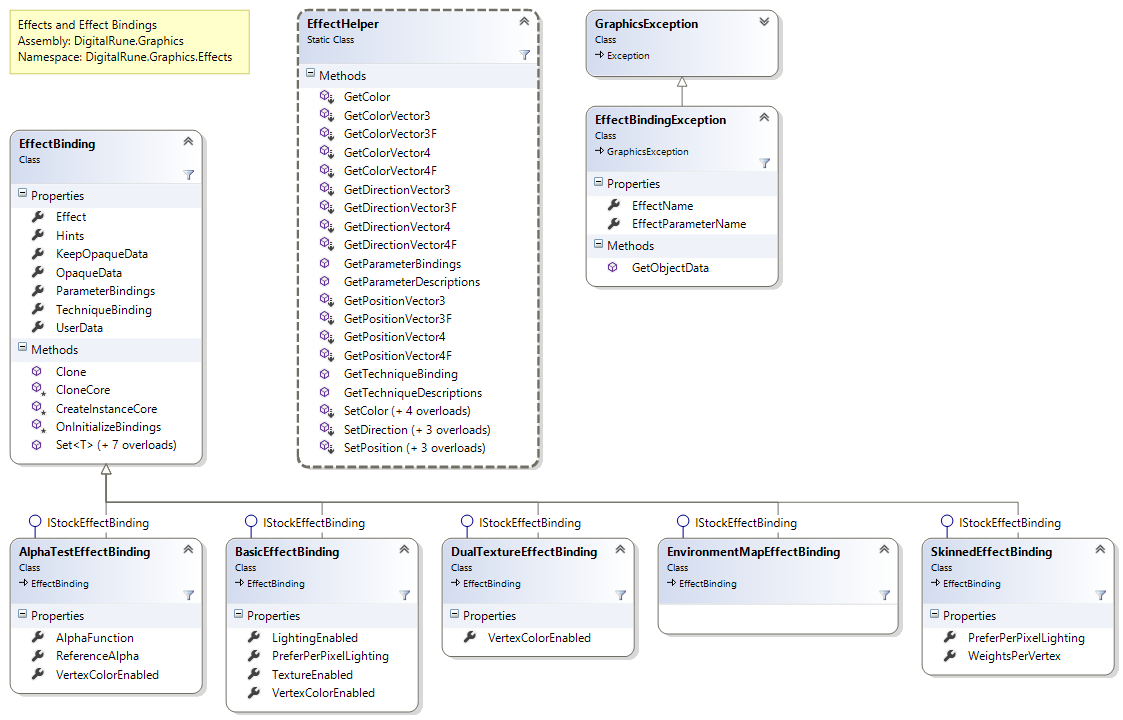 Effects and Effect Bindings
Assembly: DigitalRune.Graphics
Namespace: DigitalRune.Graphics.Effects
EffectBinding
Class
Properties
Effect
Hints
KeepOpaqueData
OpaqueData
ParameterBindings
TechniqueBinding
UserData
Methods
Clone
CloneCore
CreateInstanceCore
OnInitializeBindings
Set<T> (+ 7 overloads)
EffectHelper
Static Class
Methods
GetColor
GetColorVector3
GetColorVector3F
GetColorVector4
GetColorVector4F
GetDirectionVector3
GetDirectionVector3F
GetDirectionVector4
GetDirectionVector4F
GetParameterBindings
GetParameterDescriptions
GetPositionVector3
GetPositionVector3F
GetPositionVector4
GetPositionVector4F
GetTechniqueBinding
GetTechniqueDescriptions
SetColor (+ 4 overloads)
SetDirection (+ 3 overloads)
SetPosition (+ 3 overloads)
GraphicsException
Class
Exception
EffectBindingException
Class
GraphicsException
Properties
EffectName
EffectParameterName
Methods
GetObjectData
IStockEffectBinding
AlphaTestEffectBinding
Class
EffectBinding
Properties
AlphaFunction
ReferenceAlpha
VertexColorEnabled
IStockEffectBinding
BasicEffectBinding
Class
EffectBinding
Properties
LightingEnabled
PreferPerPixelLighting
TextureEnabled
VertexColorEnabled
IStockEffectBinding
DualTextureEffectBinding
Class
EffectBinding
Properties
VertexColorEnabled
IStockEffectBinding
EnvironmentMapEffectBinding
Class
EffectBinding
IStockEffectBinding
SkinnedEffectBinding
Class
EffectBinding
Properties
PreferPerPixelLighting
WeightsPerVertex